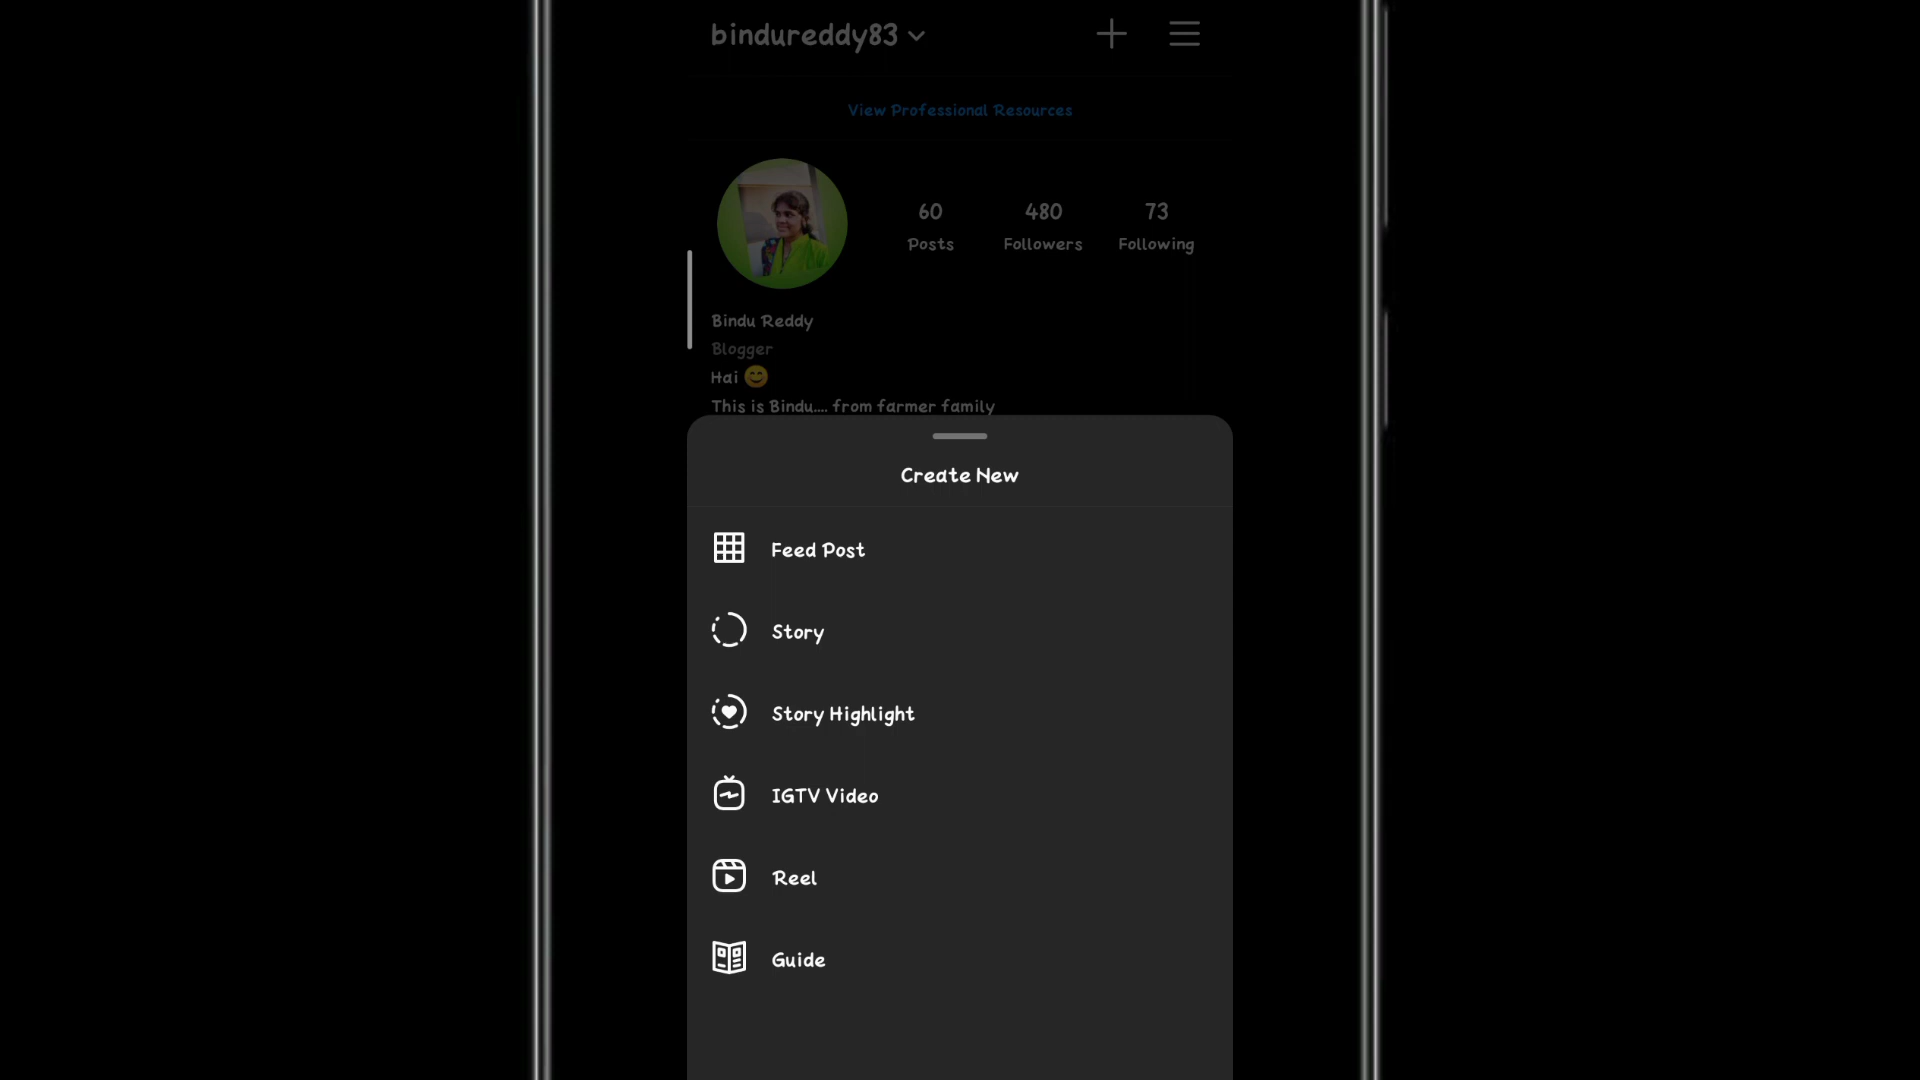 bindureddy83
View Professional Resources
60 480 73
Posts Followers Following
Bindu Reddy
Blogger
Hai 😊
This is Bindu.... from farmer family
Create New
Feed Post
Story
Story Highlight
IGTV Video
Reel
Guide